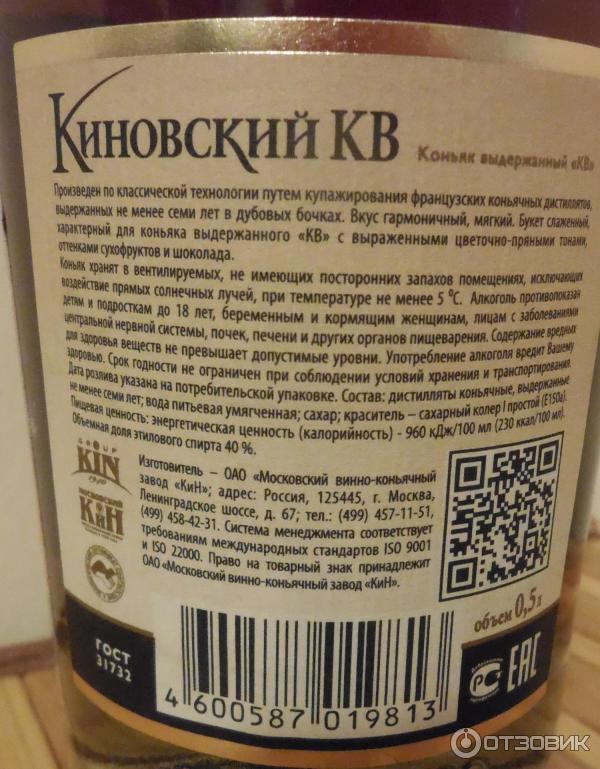 Киновский КВ
Коньяк выдержанный «КВ»
Произведен по классической технологии путем купажирования французских коньячных дистиллятов,
выдержанных не менее семи лет в дубовых бочках. Вкус гармоничный, мягкий. Букет слаженный,
характерный для коньяка выдержанного «КВ» с выраженными цветочно-пряными тонами,
оттенками сухофруктов и шоколада.
Коньяк хранят в вентилируемых, не имеющих посторонних запахов помещениях, исключающих
воздействие прямых солнечных лучей, при температуре не менее 5 °С. Алкоголь противопоказан
детям и подросткам до 18 лет, беременным и кормящим женщинам, лицам с заболеваниями
центральной нервной системы, почек, печени и других органов пищеварения. Содержание вредных
для здоровья веществ не превышает допустимые уровни. Употребление алкоголя вредит Вашему
здоровью. Срок годности не ограничен при соблюдении условий хранения и транспортирования.
Дата розлива указана на потребительской упаковке. Состав: дистилляты коньячные, выдержанные
не менее семи лет; вода питьевая умягченная; сахар; краситель – сахарный колер I простой (Е150а).
Пищевая ценность: энергетическая ценность (калорийность) - 960 кДж/100 мл (230 ккал/100 мл).
Объемная доля этилового спирта 40 %.
GROUP
KIN
МОСКОВСКИЙ
КиН
Изготовитель – ОАО «Московский винно-коньячный
завод «КиН»; адрес: Россия, 125445, г. Москва,
Ленинградское шоссе, д. 67; тел.: (499) 457-11-51,
(499) 458-42-31. Система менеджмента соответствует
требованиям международных стандартов ISO 9001
и ISO 22000. Право на товарный знак принадлежит
ОАО «Московский винно-коньячный завод «КиН».
объем 0,5 л
ГОСТ
31732
4 600587 019813
РСТ
ЕАС
ОТЗОВИК